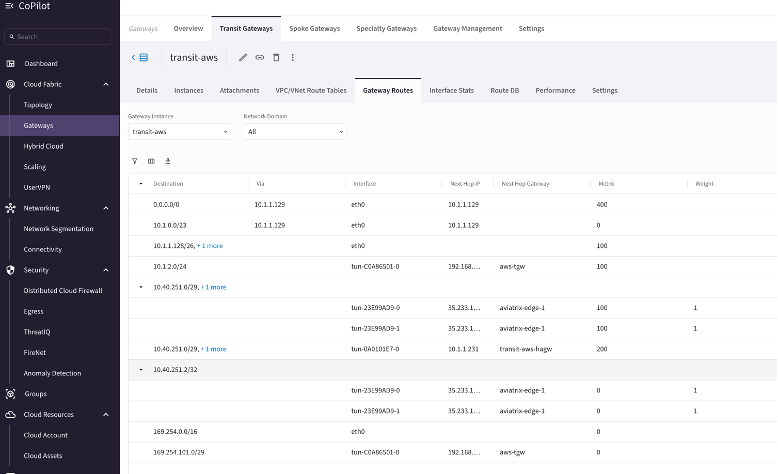 CoPilot
Search
Dashboard
Cloud Fabric
Topology
Gateways
Hybrid Cloud
Scaling
UserVPN
Networking
Network Segmentation
Connectivity
Security
Distributed Cloud Firewall
Egress
ThreatIQ
FireNet
Anomaly Detection
Groups
Cloud Resources
Cloud Account
Cloud Assets
Gateways Overview Transit Gateways Spoke Gateways Specialty Gateways Gateway Management Settings
transit-aws
Details Instances Attachments VPC/VNet Route Tables Gateway Routes Interface Stats Route DB Performance Settings
Gateway Instance Network Domain
transit-aws All
Destination Via Interface Next Hop IP Next Hop Gateway Metric Weight
0.0.0.0/0 10.1.1.129 eth0 10.1.1.129 400
10.1.0.0/23 10.1.1.129 eth0 10.1.1.129 0
10.1.1.128/26, + 1 more eth0 100
10.1.2.0/24 tun-C0A86501-0 192.168.... aws-tgw 100
10.40.251.0/29, + 1 more
tun-23E99AD9-0 35.233.1... aviatrix-edge-1 100 1
tun-23E99AD9-1 35.233.1... aviatrix-edge-1 100 1
10.40.251.0/29, + 1 more tun-0A0101E7-0 10.1.1.231 transit-aws-hagw 200
10.40.251.2/32
tun-23E99AD9-0 35.233.1... aviatrix-edge-1 0 1
tun-23E99AD9-1 35.233.1... aviatrix-edge-1 0 1
169.254.0.0/16 eth0 0
169.254.101.0/29 tun-C0A86501-0 192.168.... aws-tgw 0